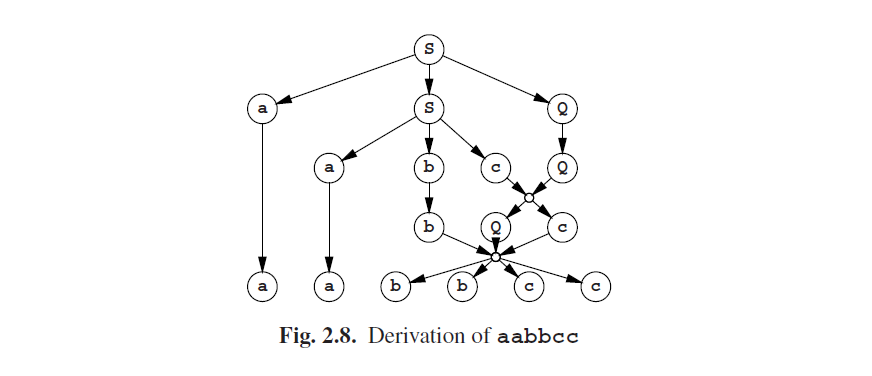 S
a S Q
a b c Q
b Q c
a a b b c c
Fig. 2.8. Derivation of aabbcc